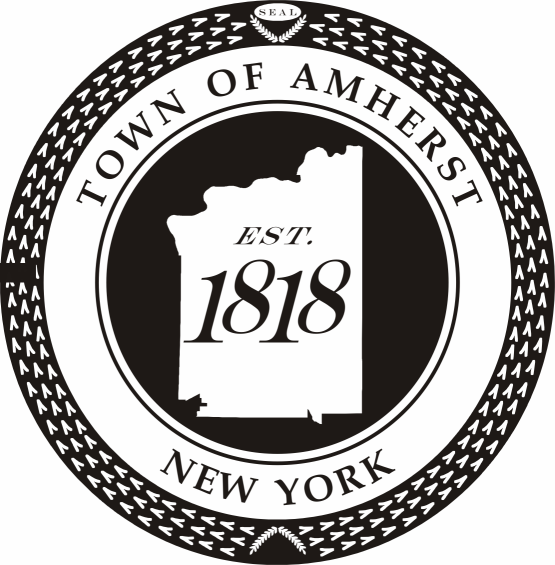 SEAL
TOWN OF AMHERST
EST.
1818
NEW YORK